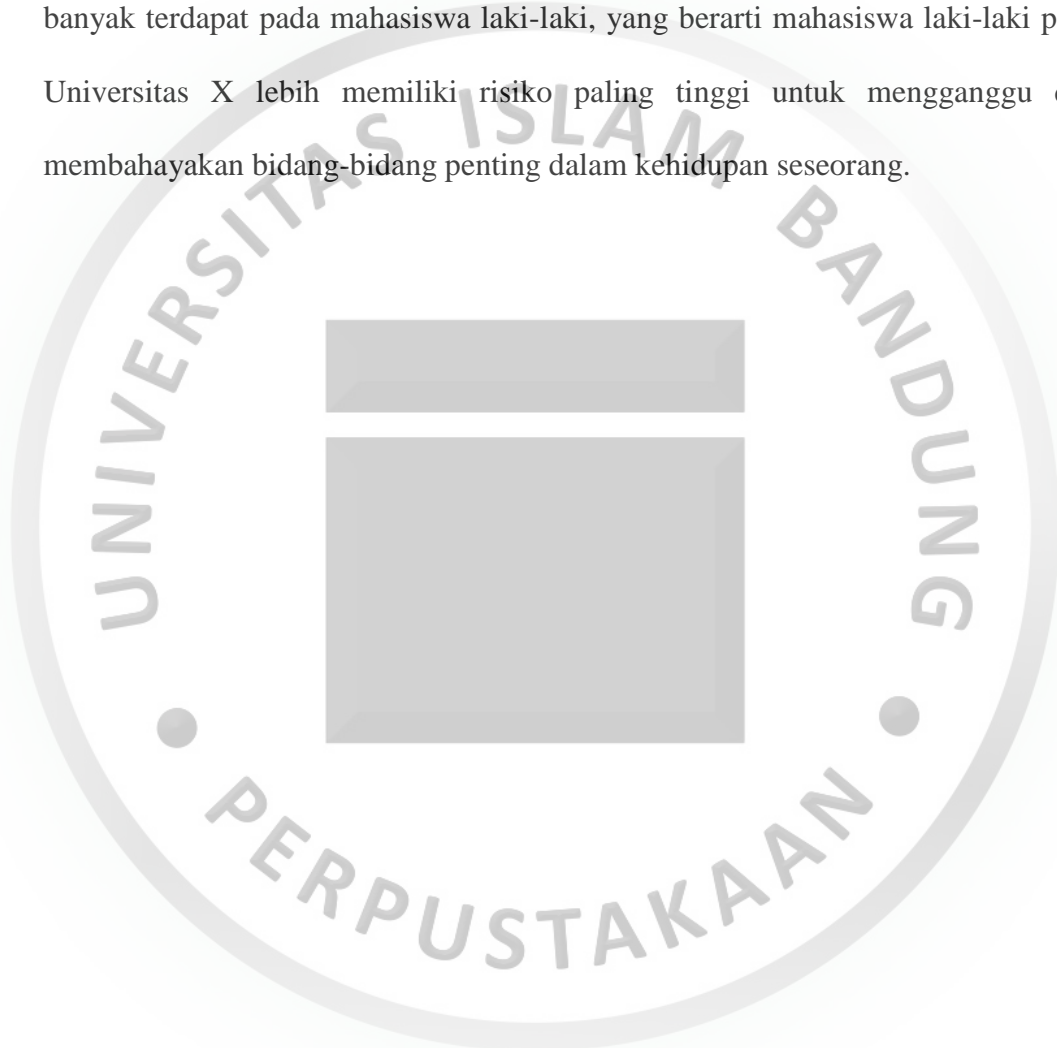 banyak terdapat pada mahasiswa laki-laki, yang berarti mahasiswa laki-laki
Universitas X lebih memiliki risiko paling tinggi untuk mengganggu
membahayakan bidang-bidang penting dalam kehidupan seseorang.
UNIVERSITAS ISLAM BANDUNG
PERPUSTAKAAN